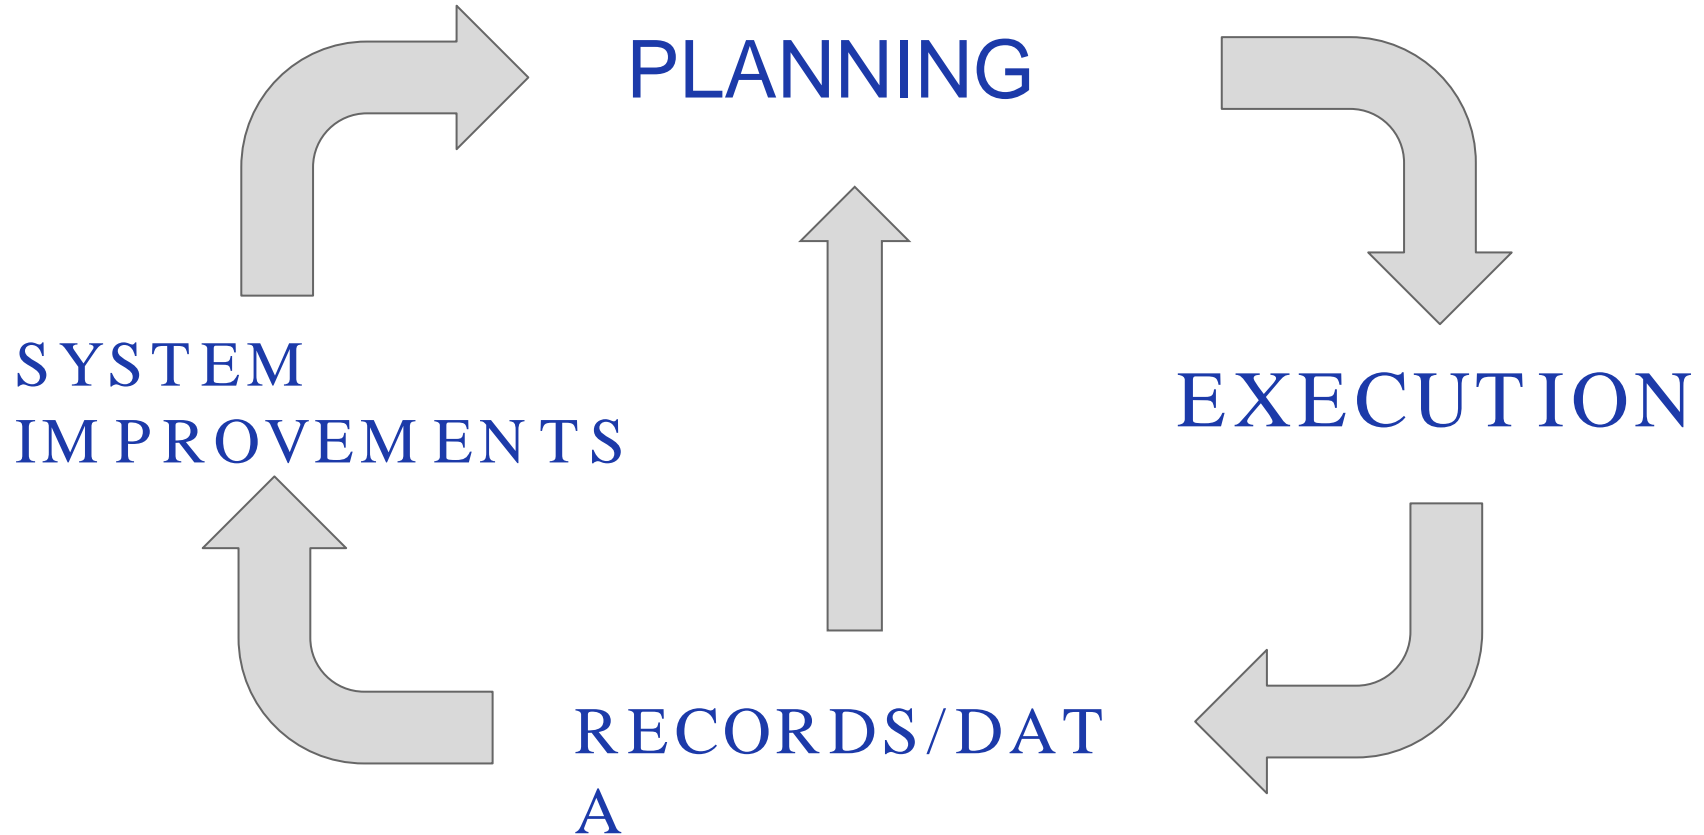 PLANNING
SYSTEM
IMPROVEMENTS
EXECUTION
RECORDS/DAT
A